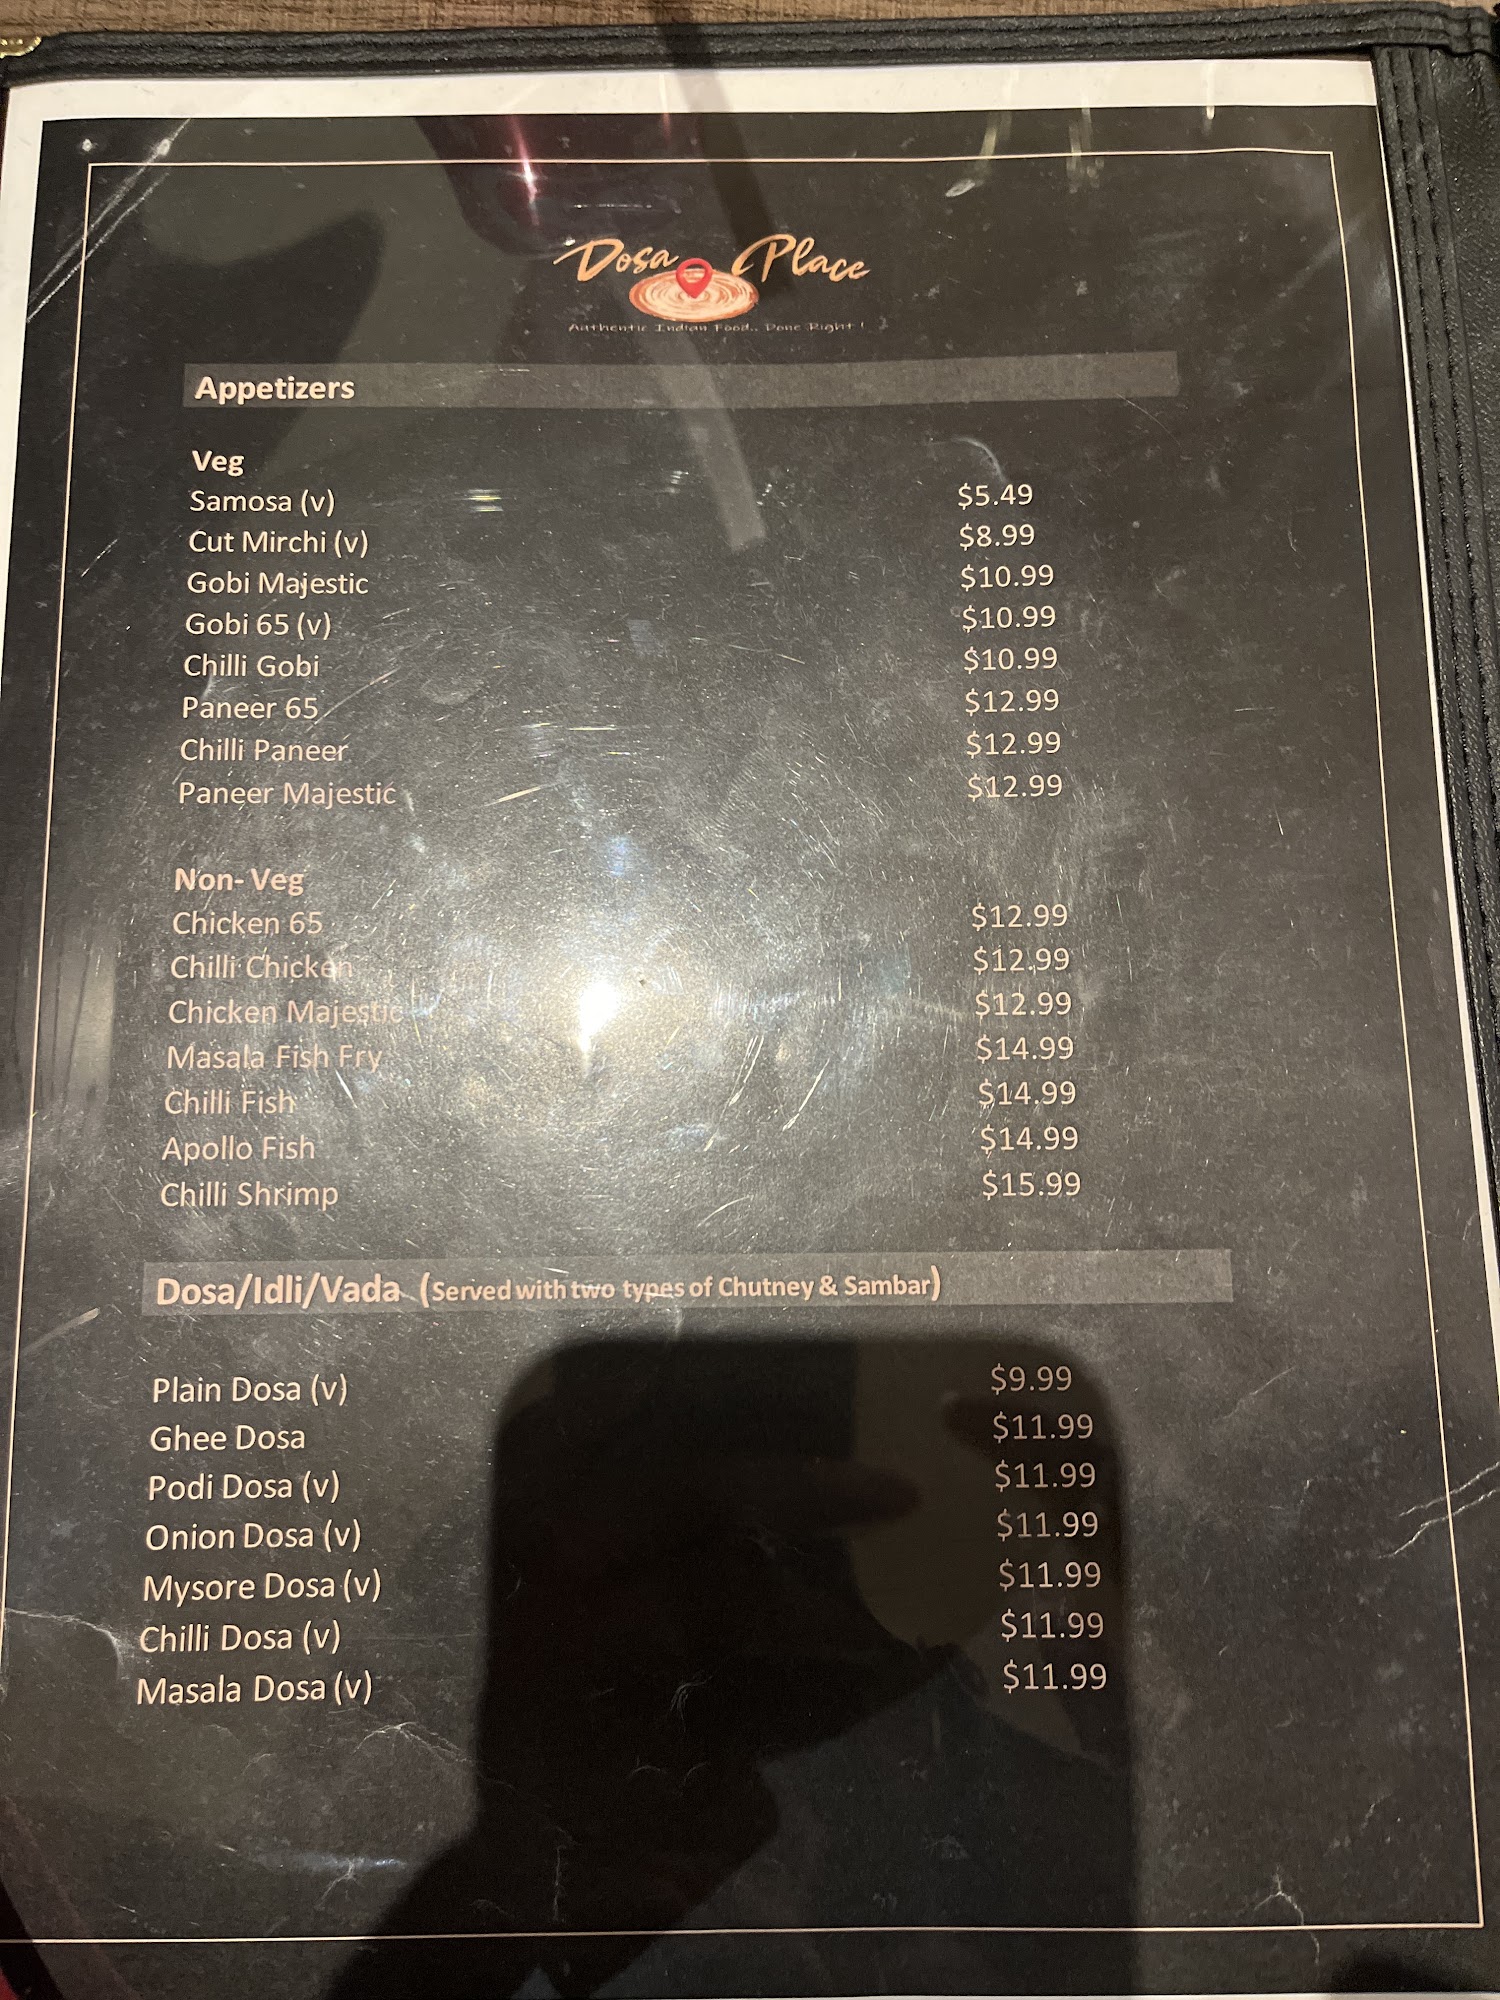 Dosa Place
Authentic Indian Food.. Done Right !
Appetizers
Veg
Samosa (v) $5.49
Cut Mirchi (v) $8.99
Gobi Majestic $10.99
Gobi 65 (v) $10.99
Chilli Gobi $10.99
Paneer 65 $12.99
Chilli Paneer $12.99
Paneer Majestic $12.99
Non- Veg
Chicken 65 $12.99
Chilli Chicken $12.99
Chicken Majestic $12.99
Masala Fish Fry $14.99
Chilli Fish $14.99
Apollo Fish $14.99
Chilli Shrimp $15.99
Dosa/Idli/Vada (Served with two types of Chutney & Sambar)
Plain Dosa (v) $9.99
Ghee Dosa $11.99
Podi Dosa (v) $11.99
Onion Dosa (v) $11.99
Mysore Dosa (v) $11.99
Chilli Dosa (v) $11.99
Masala Dosa (v) $11.99